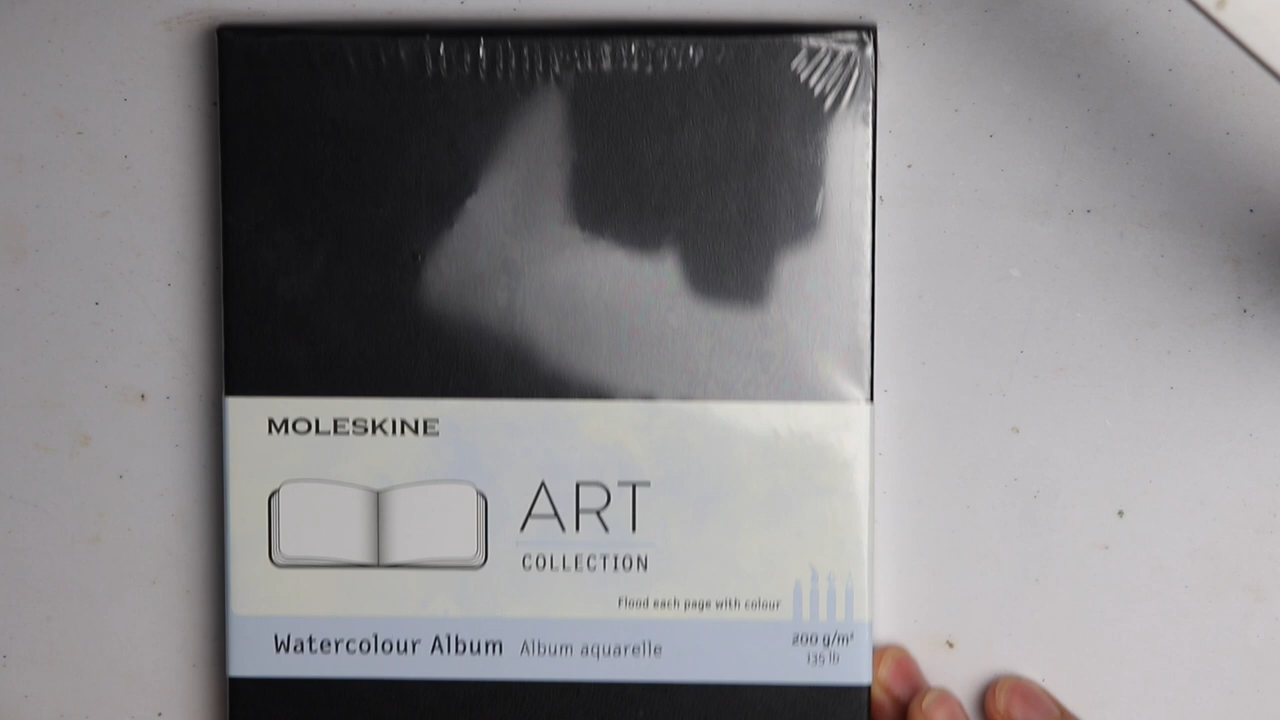 MOLESKINE
ART
COLLECTION
Flood each page with colour
Watercolour Album Album aquarelle
200 g/m²
135 lb